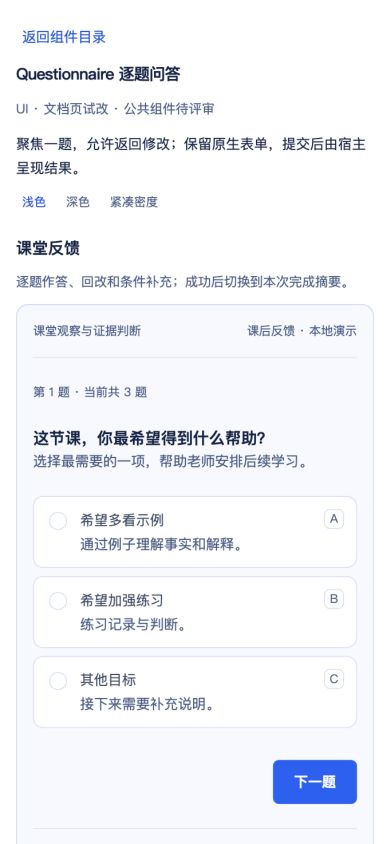 返回组件目录
Questionnaire 逐题问答
UI · 文档页试改 · 公共组件待评审
聚焦一题，允许返回修改；保留原生表单，提交后由宿主
呈现结果。
浅色 深色 紧凑密度
课堂反馈
逐题作答、回改和条件补充；成功后切换到本次完成摘要。
课堂观察与证据判断 课后反馈 · 本地演示
第 1 题 · 当前共 3 题
这节课，你最希望得到什么帮助？
选择最需要的一项，帮助老师安排后续学习。
希望多看示例 A
通过例子理解事实和解释。
希望加强练习 B
练习记录与判断。
其他目标 C
接下来需要补充说明。
下一题